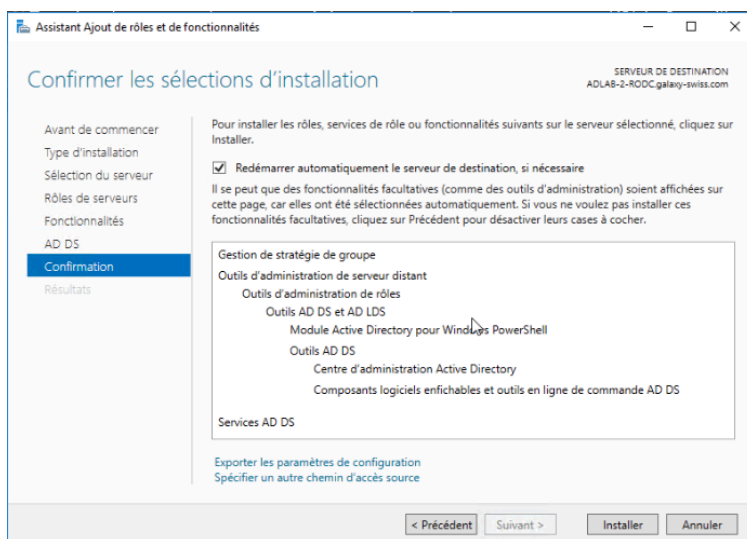 Assistant Ajout de rôles et de fonctionnalités
Confirmer les sélections d'installation
SERVEUR DE DESTINATION
ADLAB-2-RODC.galaxy-swiss.com
Avant de commencer
Type d'installation
Sélection du serveur
Rôles de serveurs
Fonctionnalités
AD DS
Confirmation
Résultats
Pour installer les rôles, services de rôle ou fonctionnalités suivants sur le serveur sélectionné, cliquez sur
Installer.
Redémarrer automatiquement le serveur de destination, si nécessaire
Il se peut que des fonctionnalités facultatives (comme des outils d'administration) soient affichées sur
cette page, car elles ont été sélectionnées automatiquement. Si vous ne voulez pas installer ces
fonctionnalités facultatives, cliquez sur Précédent pour désactiver leurs cases à cocher.
Gestion de stratégie de groupe
Outils d'administration de serveur distant
Outils d'administration de rôles
Outils AD DS et AD LDS
Module Active Directory pour Windows PowerShell
Outils AD DS
Centre d'administration Active Directory
Composants logiciels enfichables et outils en ligne de commande AD DS
Services AD DS
Exporter les paramètres de configuration
Spécifier un autre chemin d'accès source
< Précédent
Suivant >
Installer
Annuler